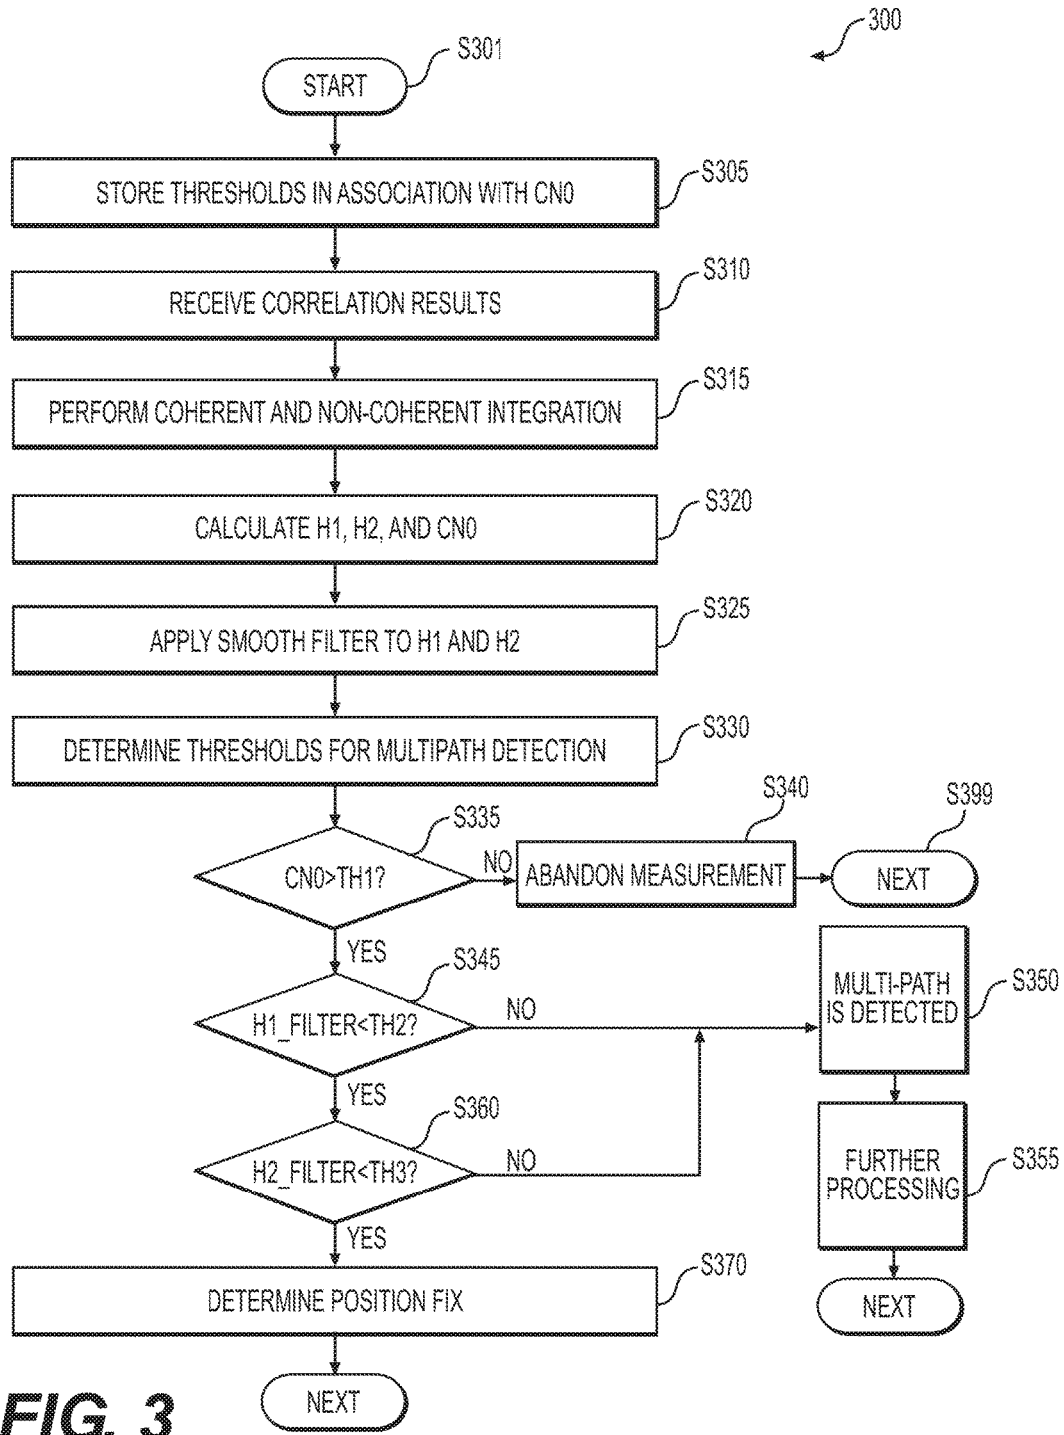 300
S301
START
S305
STORE THRESHOLDS IN ASSOCIATION WITH CN0
S310
RECEIVE CORRELATION RESULTS
S315
PERFORM COHERENT AND NON-COHERENT INTEGRATION
S320
CALCULATE H1, H2, AND CN0
S325
APPLY SMOOTH FILTER TO H1 AND H2
S330
DETERMINE THRESHOLDS FOR MULTIPATH DETECTION
S335
CN0>TH1?
NO
S340
ABANDON MEASUREMENT
S399
NEXT
YES
S345
H1_FILTER<TH2?
NO
S350
MULTI-PATH
IS DETECTED
YES
S360
H2_FILTER<TH3?
NO
S355
FURTHER
PROCESSING
NEXT
YES
S370
DETERMINE POSITION FIX
NEXT
FIG. 3